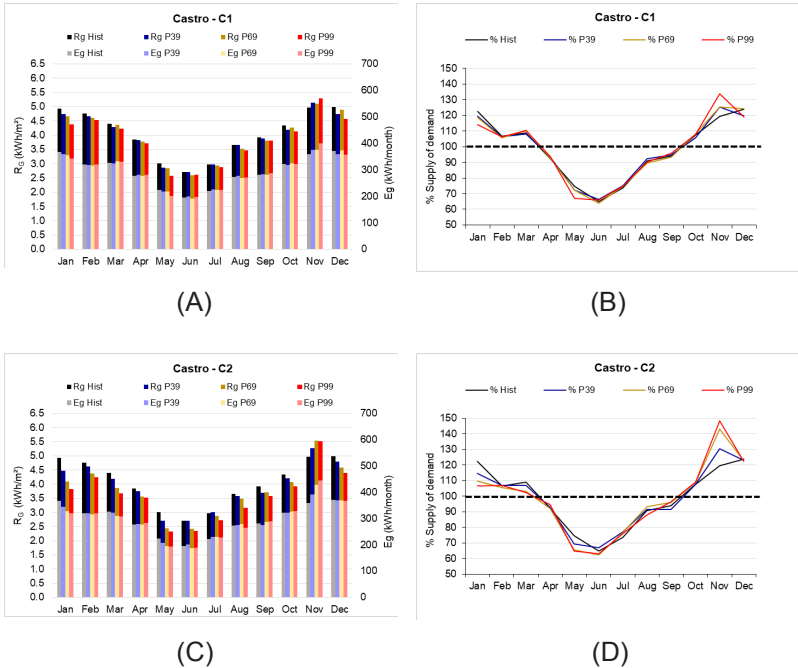 Castro - C1
Rg Hist Rg P39 Rg P69 Rg P99
Eg Hist Eg P39 Eg P69 Eg P99
6.5 700
6.0
5.5 600
5.0
4.5 500
4.0
3.5 400
3.0
2.5 300
2.0 200
1.5
1.0 100
0.5
0.0 0
RG (kWh/m²)
Eg (kWh/month)
Jan Feb Mar Apr May Jun Jul Aug Sep Oct Nov Dec
(A)
Castro - C1
% Hist % P39 % P69 % P99
150
140
130
120
110
100
90
80
70
60
50
% Supply of demand
Jan Feb Mar Apr May Jun Jul Aug Sep Oct Nov Dec
(B)
Castro - C2
Rg Hist Rg P39 Rg P69 Rg P99
Eg Hist Eg P39 Eg P69 Eg P99
6.5 700
6.0
5.5 600
5.0
4.5 500
4.0
3.5 400
3.0
2.5 300
2.0 200
1.5
1.0 100
0.5
0.0 0
RG (kWh/m²)
Eg (kWh/month)
Jan Feb Mar Apr May Jun Jul Aug Sep Oct Nov Dec
(C)
Castro - C2
% Hist % P39 % P69 % P99
150
140
130
120
110
100
90
80
70
60
50
% Supply of demand
Jan Feb Mar Apr May Jun Jul Aug Sep Oct Nov Dec
(D)